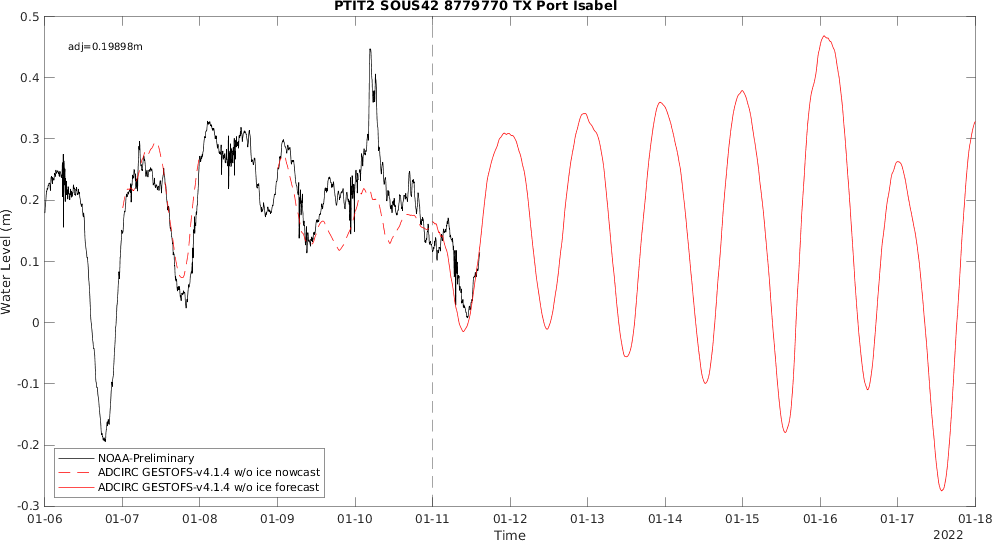 PTIT2 SOUS42 8779770 TX Port Isabel
adj=0.19898m
0.5
0.4
0.3
0.2
0.1
0
-0.1
-0.2
-0.3
Water Level (m)
NOAA-Preliminary
ADCIRC GESTOFS-v4.1.4 w/o ice nowcast
ADCIRC GESTOFS-v4.1.4 w/o ice forecast
01-06 01-07 01-08 01-09 01-10 01-11 01-12 01-13 01-14 01-15 01-16 01-17 01-18
Time
2022